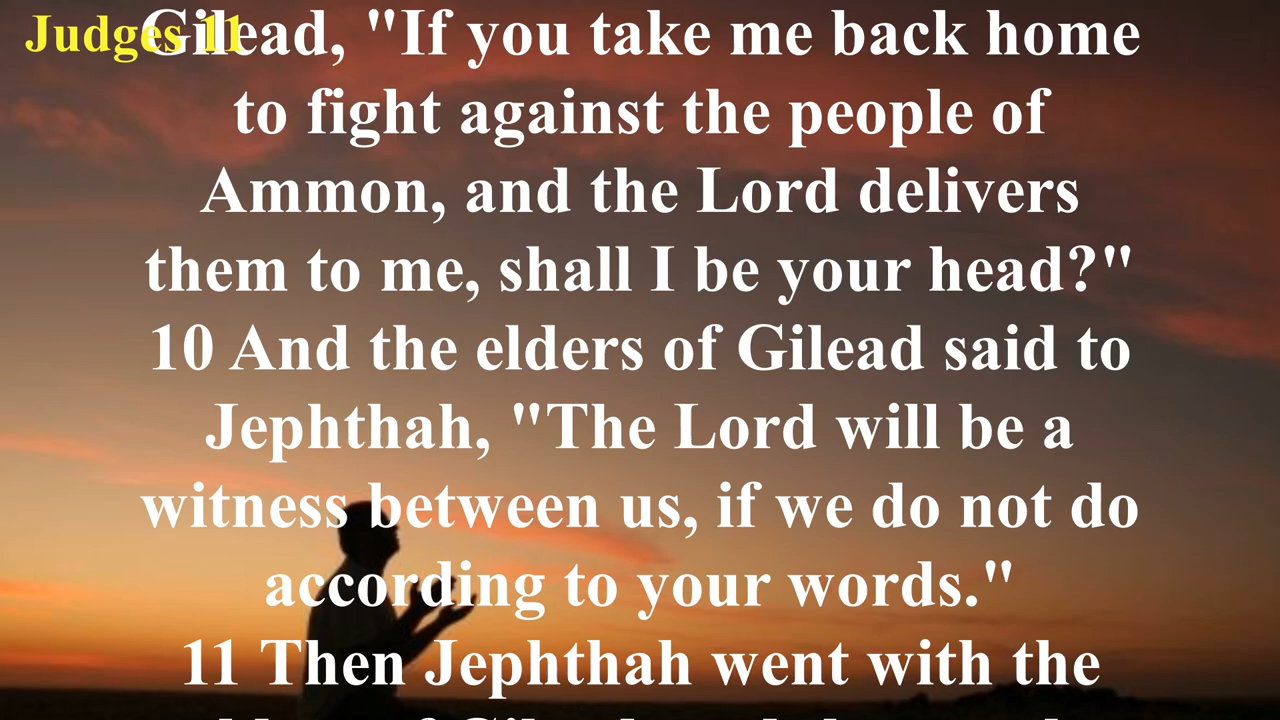 Judges 11
Gilead, "If you take me back home
to fight against the people of
Ammon, and the Lord delivers
them to me, shall I be your head?"
10 And the elders of Gilead said to
Jephthah, "The Lord will be a
witness between us, if we do not do
according to your words."
11 Then Jephthah went with the